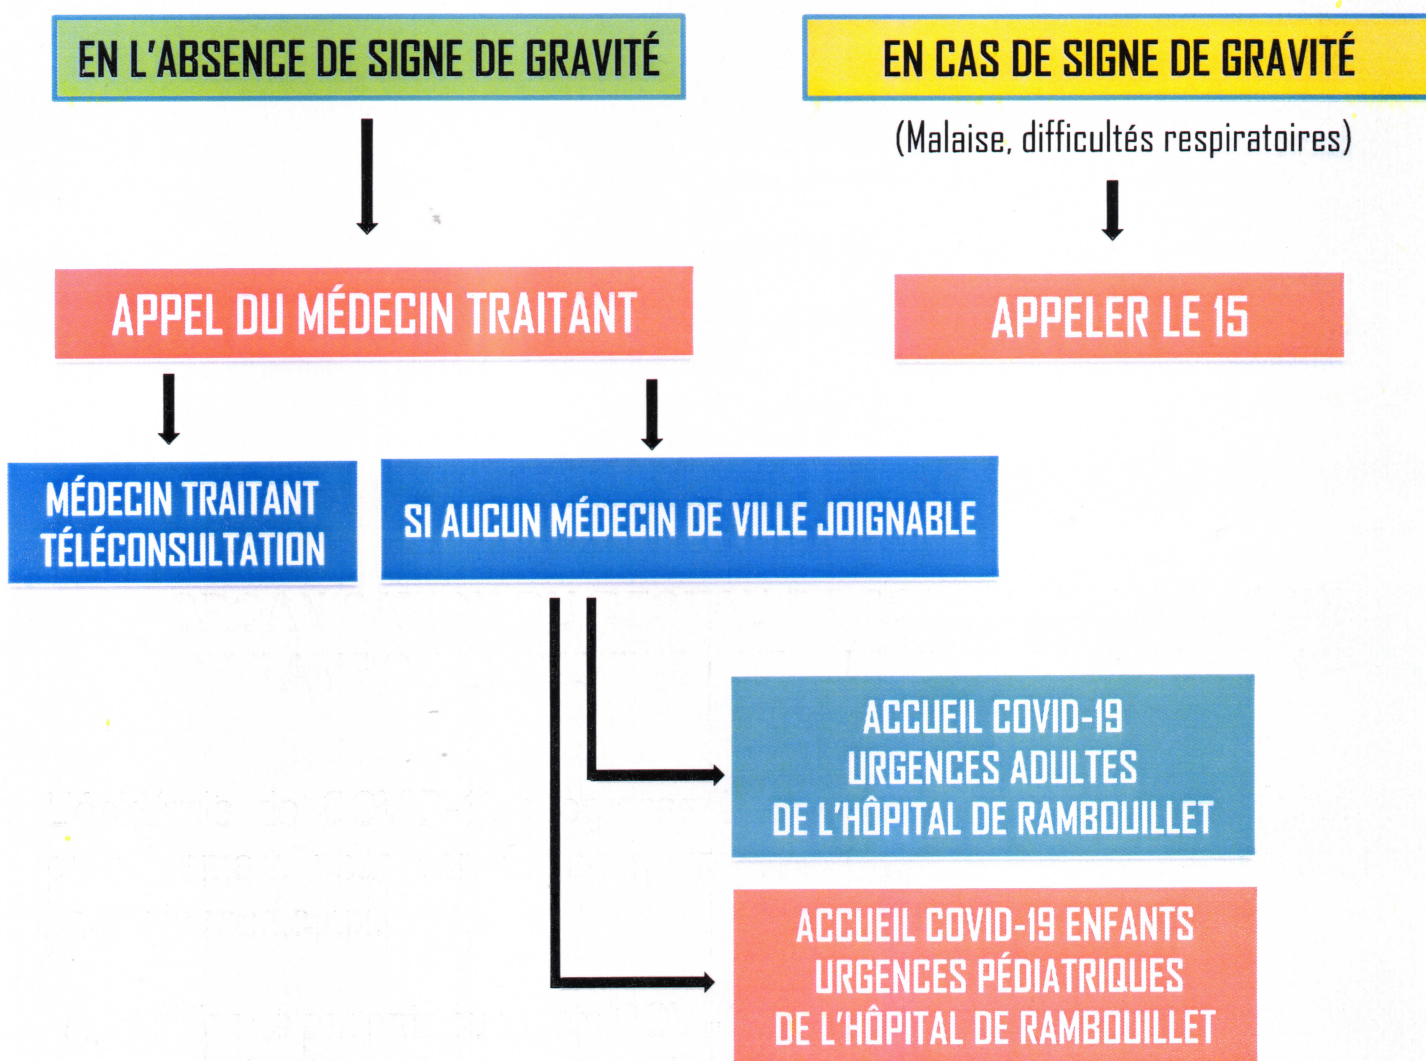 EN L'ABSENCE DE SIGNE DE GRAVITÉ
EN CAS DE SIGNE DE GRAVITÉ
(Malaise, difficultés respiratoires)
APPEL DU MÉDECIN TRAITANT
APPELER LE 15
MÉDECIN TRAITANT
TÉLÉCONSULTATION
SI AUCUN MÉDECIN DE VILLE JOIGNABLE
ACCUEIL COVID-19
URGENCES ADULTES
DE L'HÔPITAL DE RAMBOUILLET
ACCUEIL COVID-19 ENFANTS
URGENCES PÉDIATRIQUES
DE L'HÔPITAL DE RAMBOUILLET